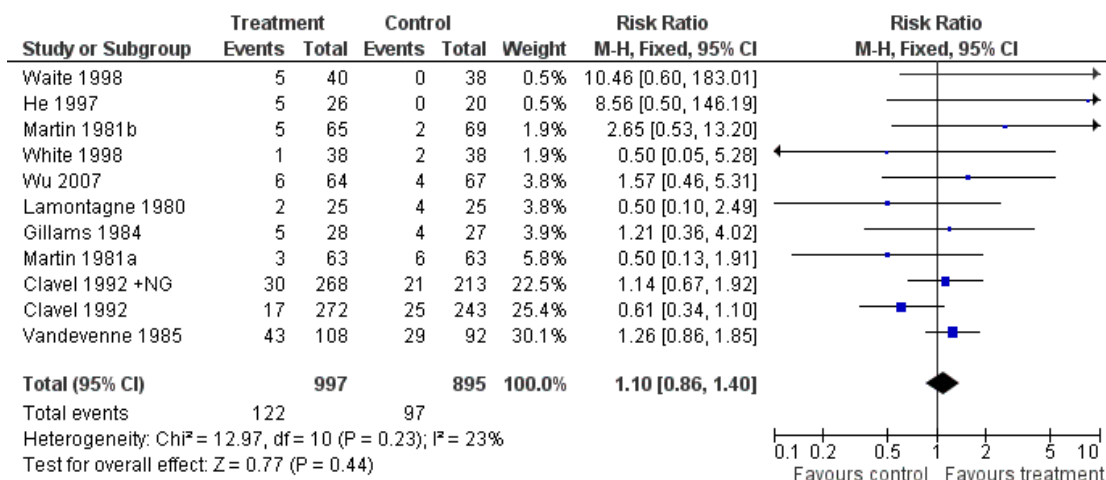 Treatment Control Risk Ratio Risk Ratio
Study or Subgroup Events Total Events Total Weight M-H, Fixed, 95% CI M-H, Fixed, 95% CI
Waite 1998 5 40 0 38 0.5% 10.46 [0.60, 183.01]
He 1997 5 26 0 20 0.5% 8.56 [0.50, 146.19]
Martin 1981b 5 65 2 69 1.9% 2.65 [0.53, 13.20]
White 1998 1 38 2 38 1.9% 0.50 [0.05, 5.28]
Wu 2007 6 64 4 67 3.8% 1.57 [0.46, 5.31]
Lamontagne 1980 2 25 4 25 3.8% 0.50 [0.10, 2.49]
Gillams 1984 5 28 4 27 3.9% 1.21 [0.36, 4.02]
Martin 1981a 3 63 6 63 5.8% 0.50 [0.13, 1.91]
Clavel 1992 +NG 30 268 21 213 22.5% 1.14 [0.67, 1.92]
Clavel 1992 17 272 25 243 25.4% 0.61 [0.34, 1.10]
Vandevenne 1985 43 108 29 92 30.1% 1.26 [0.86, 1.85]
Total (95% CI) 997 895 100.0% 1.10 [0.86, 1.40]
Total events 122 97
Heterogeneity: Chi² = 12.97, df = 10 (P = 0.23); I² = 23%
Test for overall effect: Z = 0.77 (P = 0.44)
0.1 0.2 0.5 1 2 5 10
Favours control Favours treatment